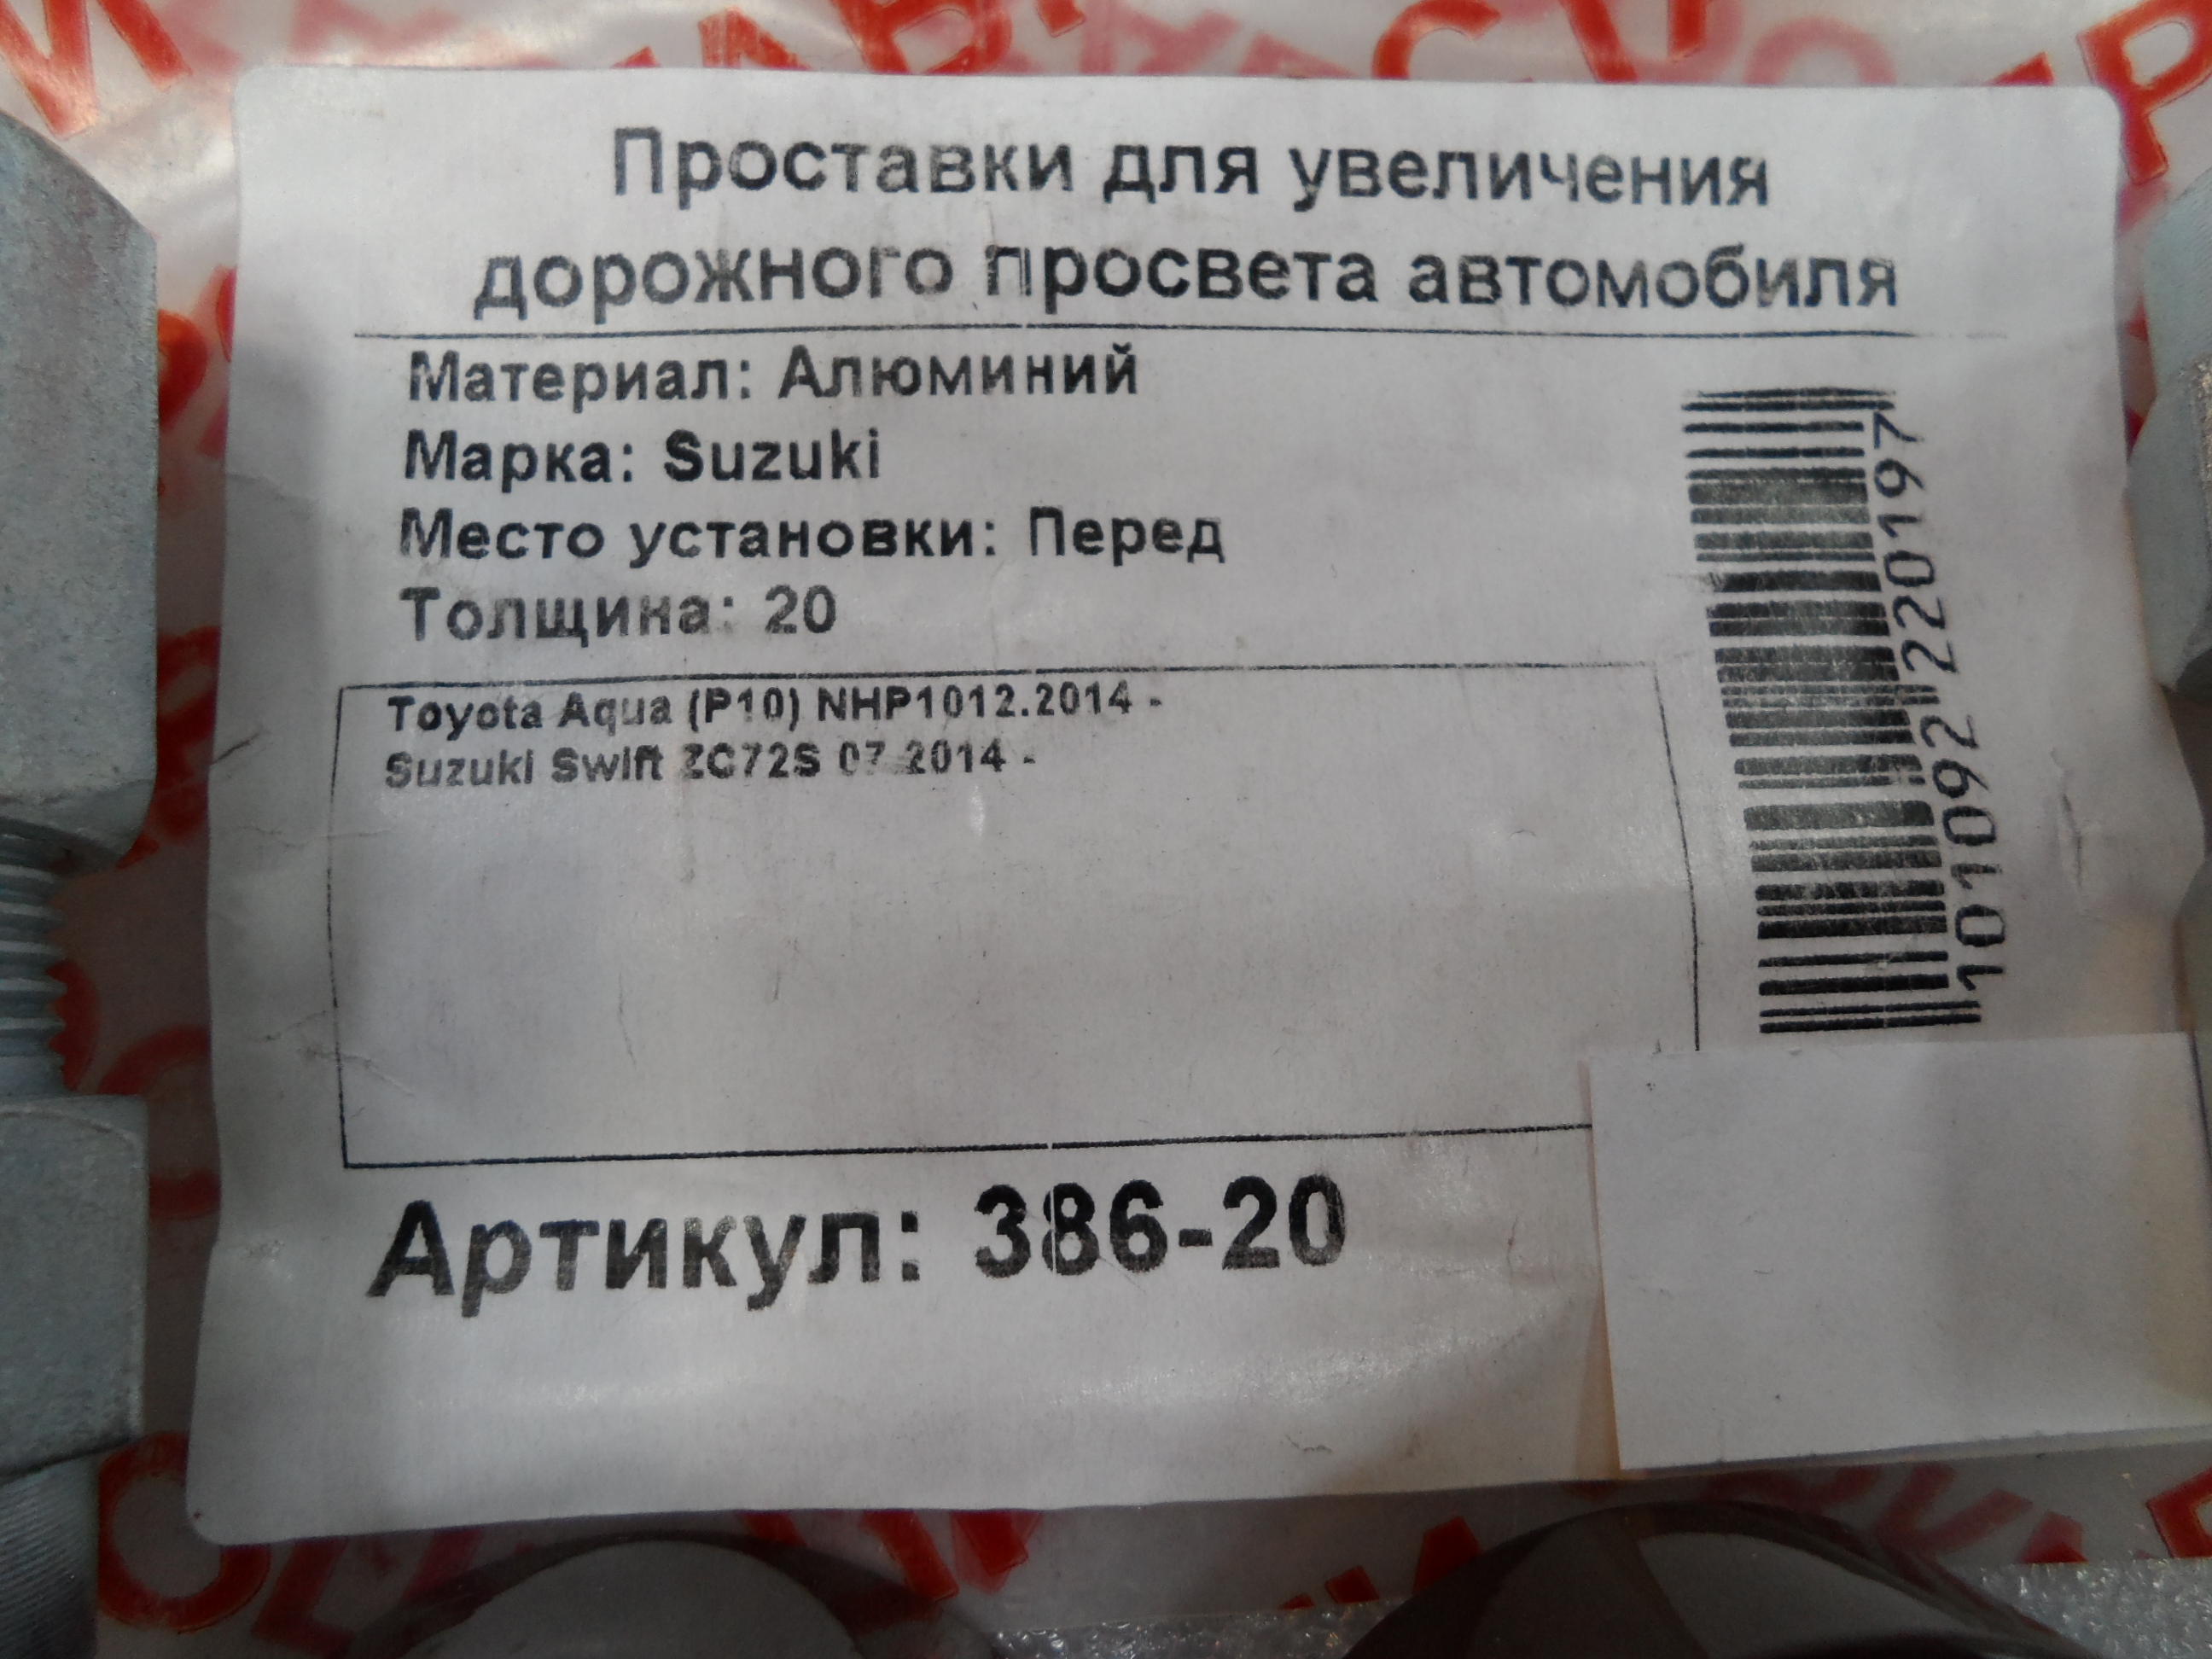 Проставки для увеличения
дорожного просвета автомобиля
Материал: Алюминий
Марка: Suzuki
Место установки: Перед
Толщина: 20
Toyota Aqua (P10) NHP1012.2014 -
Suzuki Swift ZC72S 07.2014 -
1010922220197
Артикул: 386-20